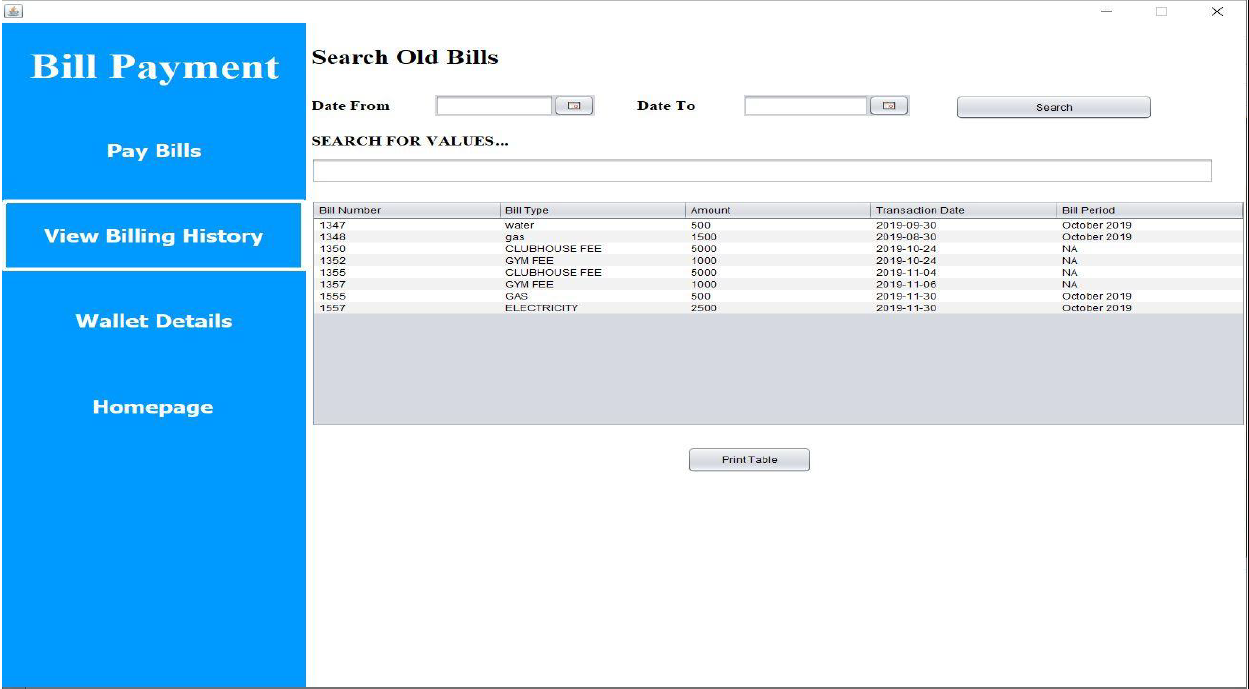 Bill Payment
Pay Bills
View Billing History
Wallet Details
Homepage
Search Old Bills
Date From Date To Search
SEARCH FOR VALUES...
Bill Number Bill Type Amount Transaction Date Bill Period
1347 water 500 2019-09-30 October 2019
1348 gas 1500 2019-08-30 October 2019
1350 CLUBHOUSE FEE 5000 2019-10-24 NA
1352 GYM FEE 1000 2019-10-24 NA
1355 CLUBHOUSE FEE 5000 2019-11-04 NA
1357 GYM FEE 1000 2019-11-06 NA
1555 GAS 500 2019-11-30 October 2019
1557 ELECTRICITY 2500 2019-11-30 October 2019
Print Table